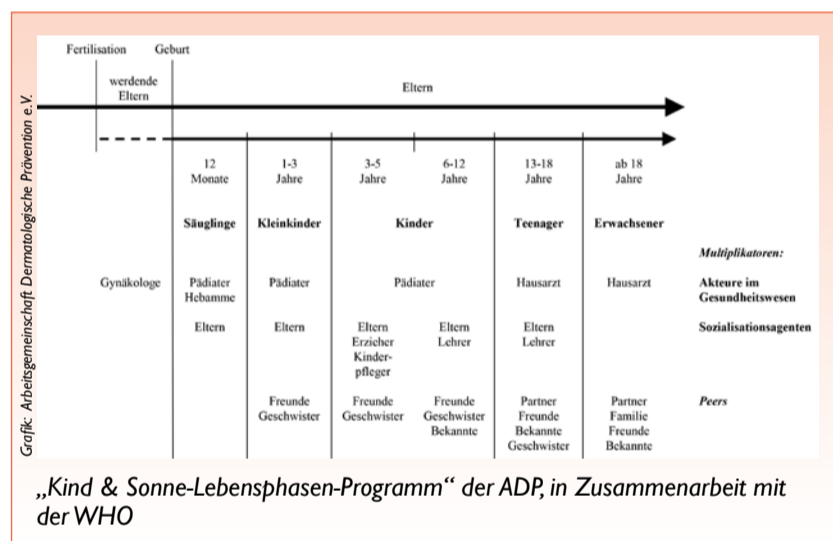 Fertilisation Geburt
werdende
Eltern
Eltern
12 1-3 3-5 6-12 13-18 ab 18
Monate Jahre Jahre Jahre Jahre Jahre
Säuglinge Kleinkinder Kinder Teenager Erwachsener
Multiplikatoren:
Gynäkologe Pädiater Pädiater Pädiater Hausarzt Hausarzt Akteure im
Hebamme Gesundheitswesen
Eltern Eltern Eltern Eltern Eltern Sozialisationsagenten
Erzieher Lehrer Lehrer
Kinder-
pfleger
Freunde Freunde Freunde Partner Partner Peers
Geschwister Geschwister Geschwister Freunde Familie
Bekannte Bekannte Freunde
Geschwister Bekannte
Grafik: Arbeitsgemeinschaft Dermatologische Prävention e.V.
„Kind & Sonne-Lebensphasen-Programm“ der ADP, in Zusammenarbeit mit
der WHO